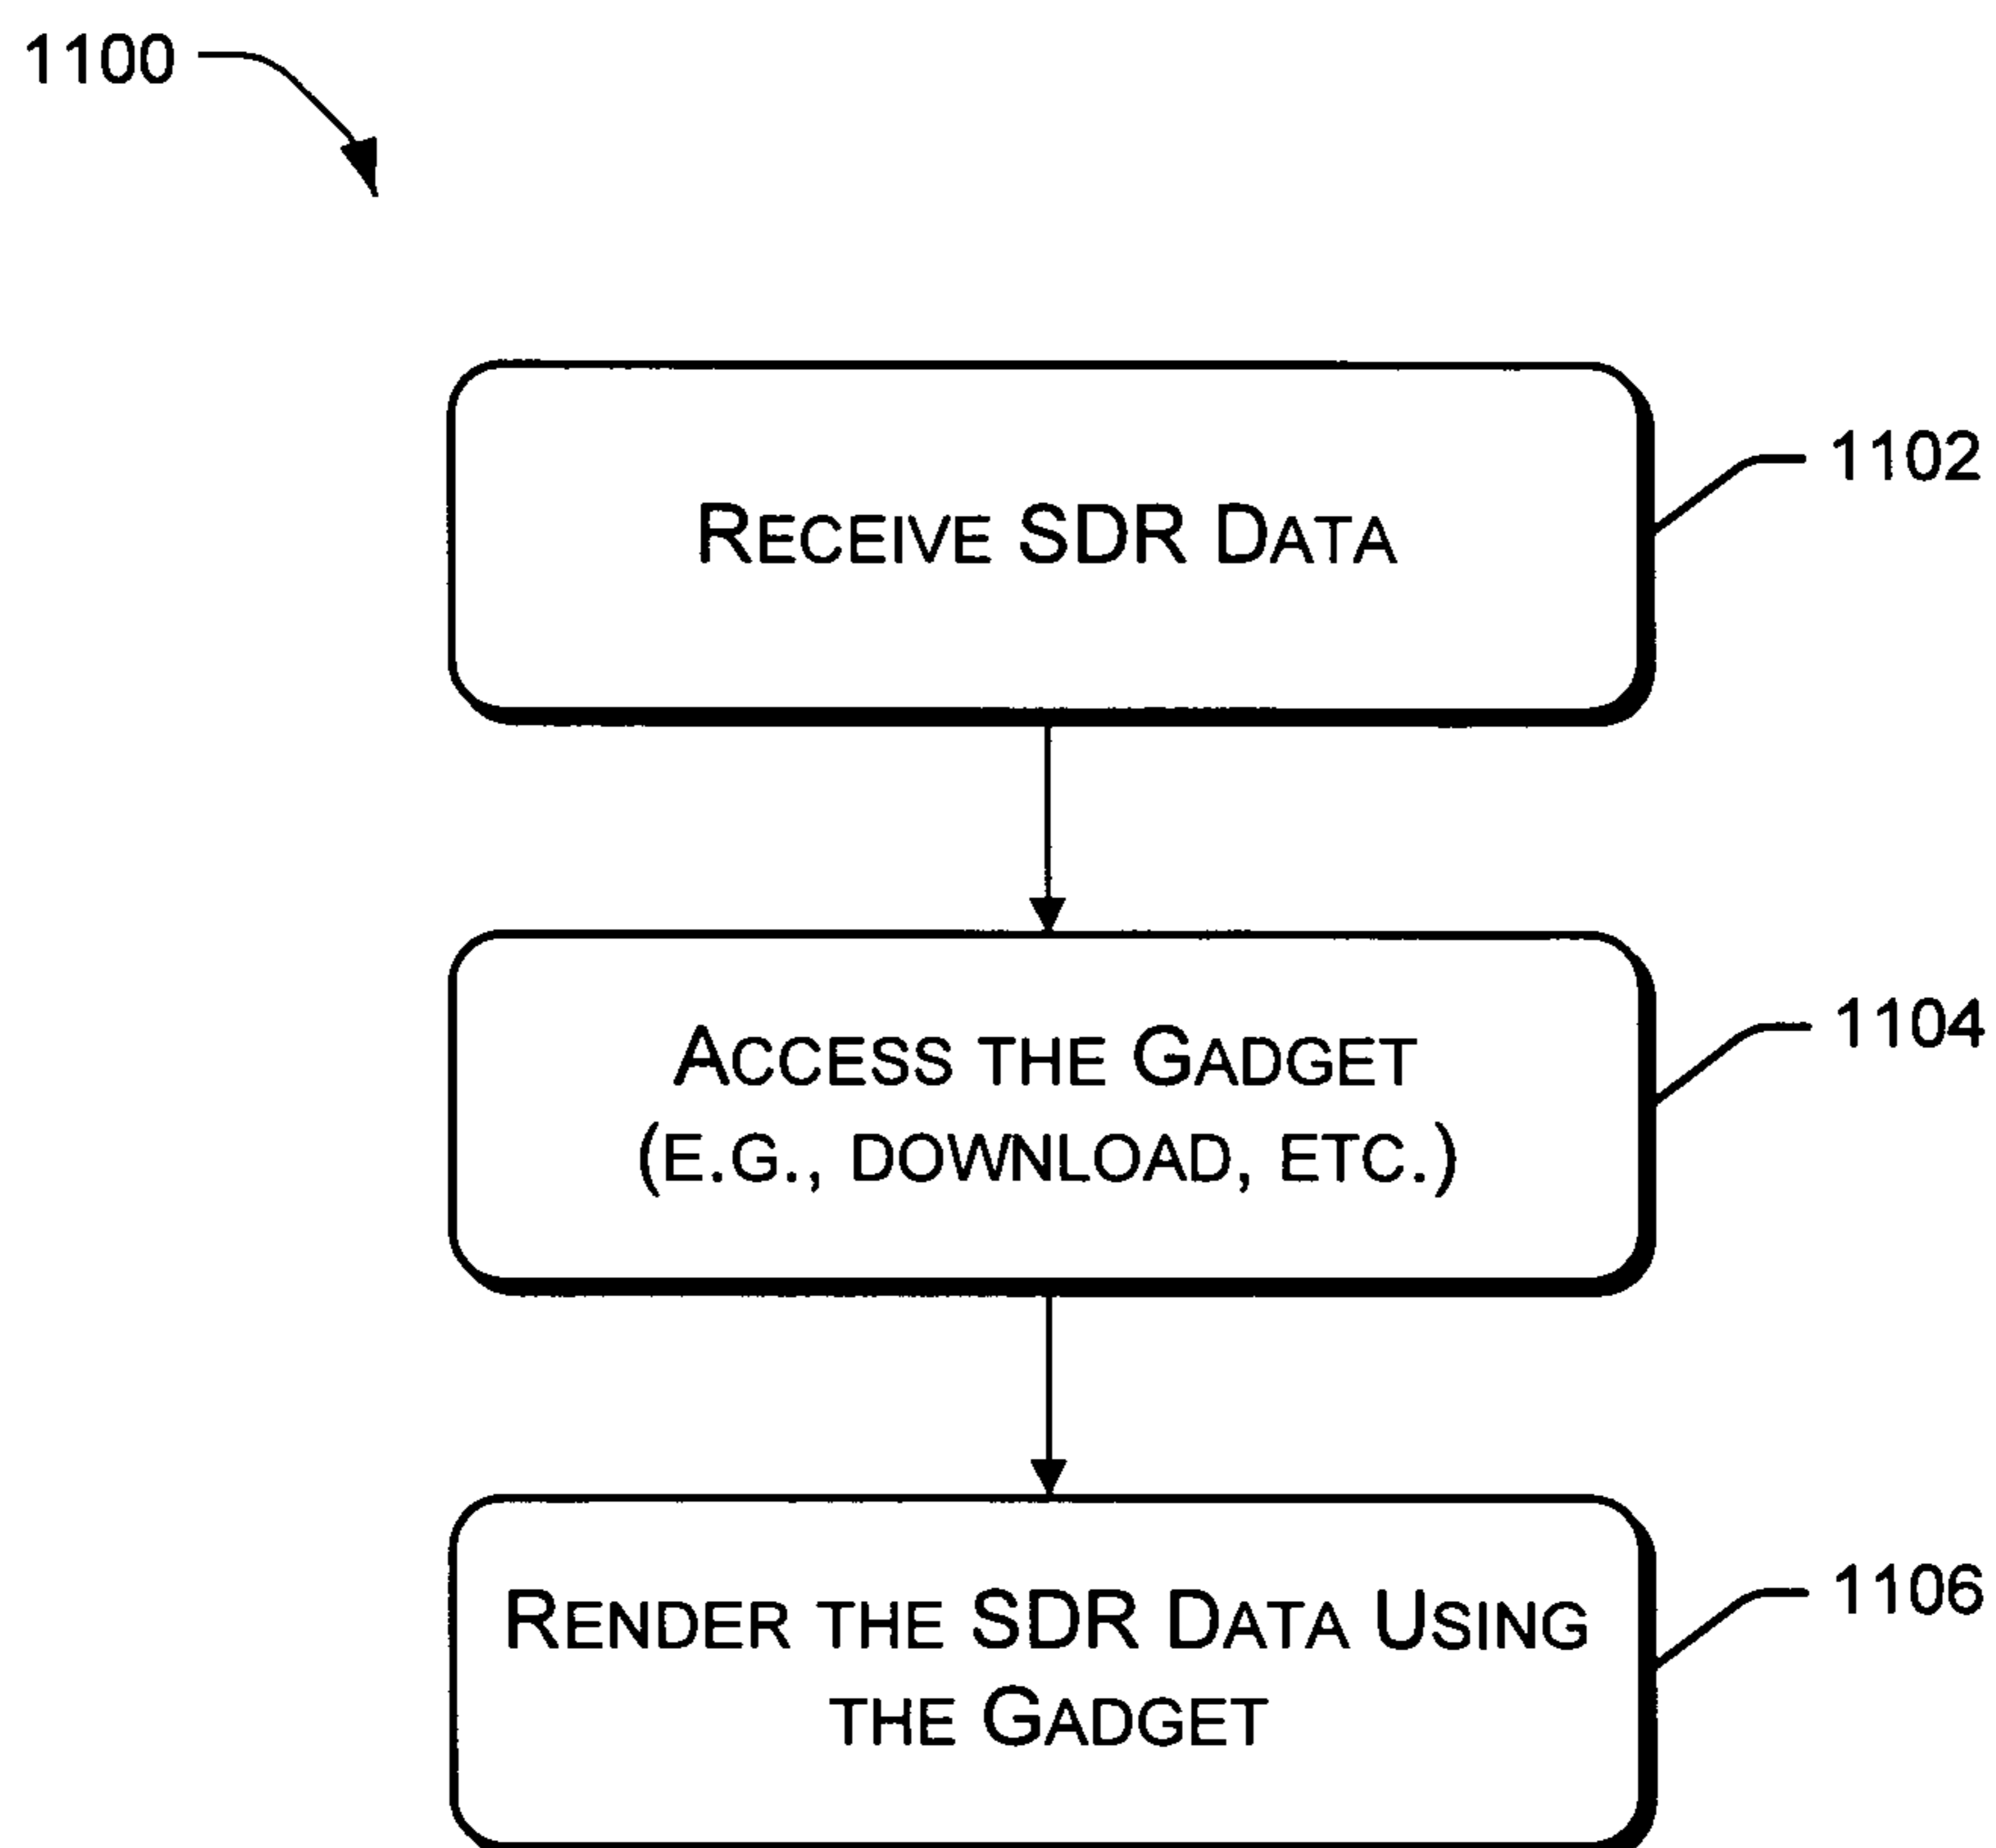 1100
RECEIVE SDR DATA
1102
ACCESS THE GADGET
(E.G., DOWNLOAD, ETC.)
1104
RENDER THE SDR DATA USING
THE GADGET
1106